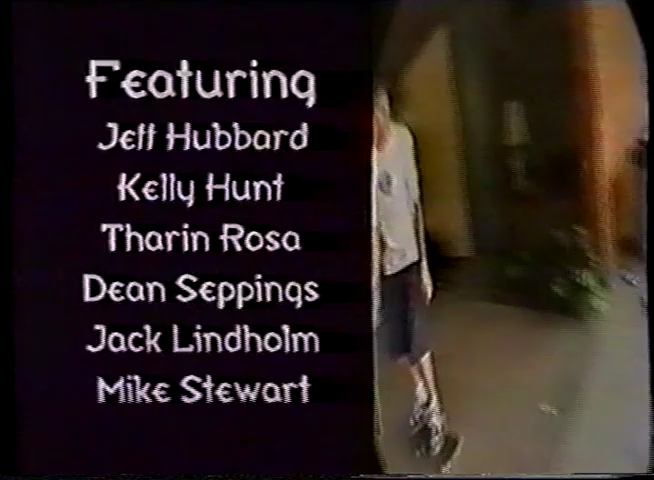 Featuring
Jeff Hubbard
Kelly Hunt
Tharin Rosa
Dean Seppings
Jack Lindholm
Mike Stewart